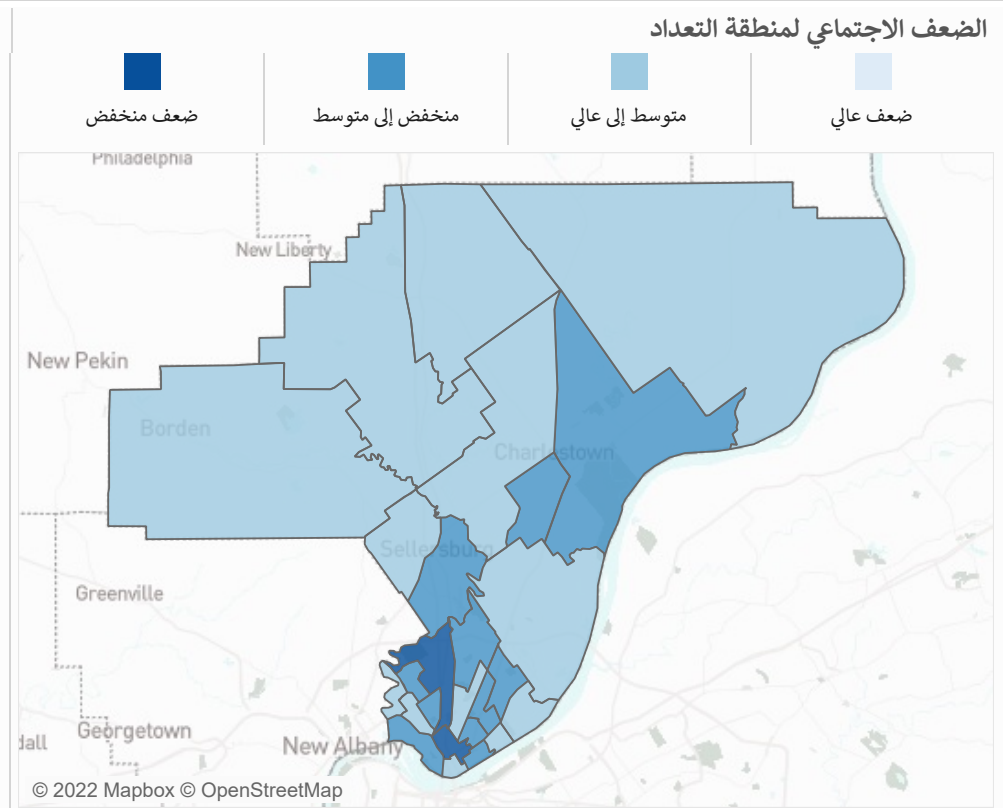 الضعف الاجتماعي لمنطقة التعداد
ضعف عالي
متوسط إلى عالي
منخفض إلى متوسط
ضعف منخفض
Philadelphia
New Liberty
New Pekin
Borden
Charlestown
Sellersburg
Greenville
Georgetown
dall
New Albany
© 2022 Mapbox © OpenStreetMap